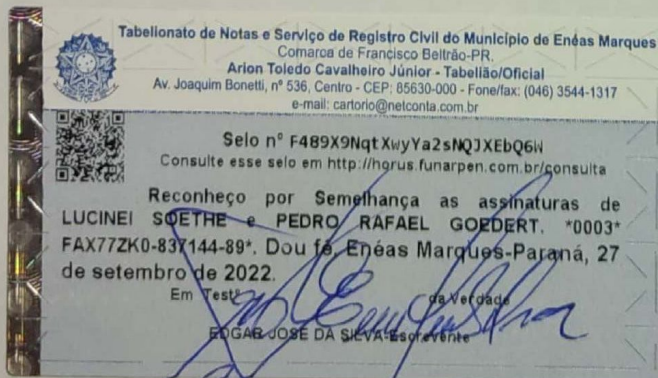 Tabelionato de Notas e Serviço de Registro Civil do Município de Enéas Marques
Comarca de Francisco Beltrão-PR.
Arion Toledo Cavalheiro Júnior - Tabelião/Oficial
Av. Joaquim Bonetti, nº 536, Centro - CEP: 85630-000 - Fone/fax: (046) 3544-1317
e-mail: cartorio@netconta.com.br
Selo nº F489X9NqtXwyYa2sNQJXEbQ6W
Consulte esse selo em http://horus.funarpen.com.br/consulta
Reconheço por Semelhança as assinaturas de
LUCINEI SOETHE e PEDRO RAFAEL GOEDERT. *0003*
FAX77ZK0-837144-89*. Dou fé, Enéas Marques-Paraná, 27
de setembro de 2022.
Em Testº da Verdade
EDGAR JOSÉ DA SILVA-Escrevente